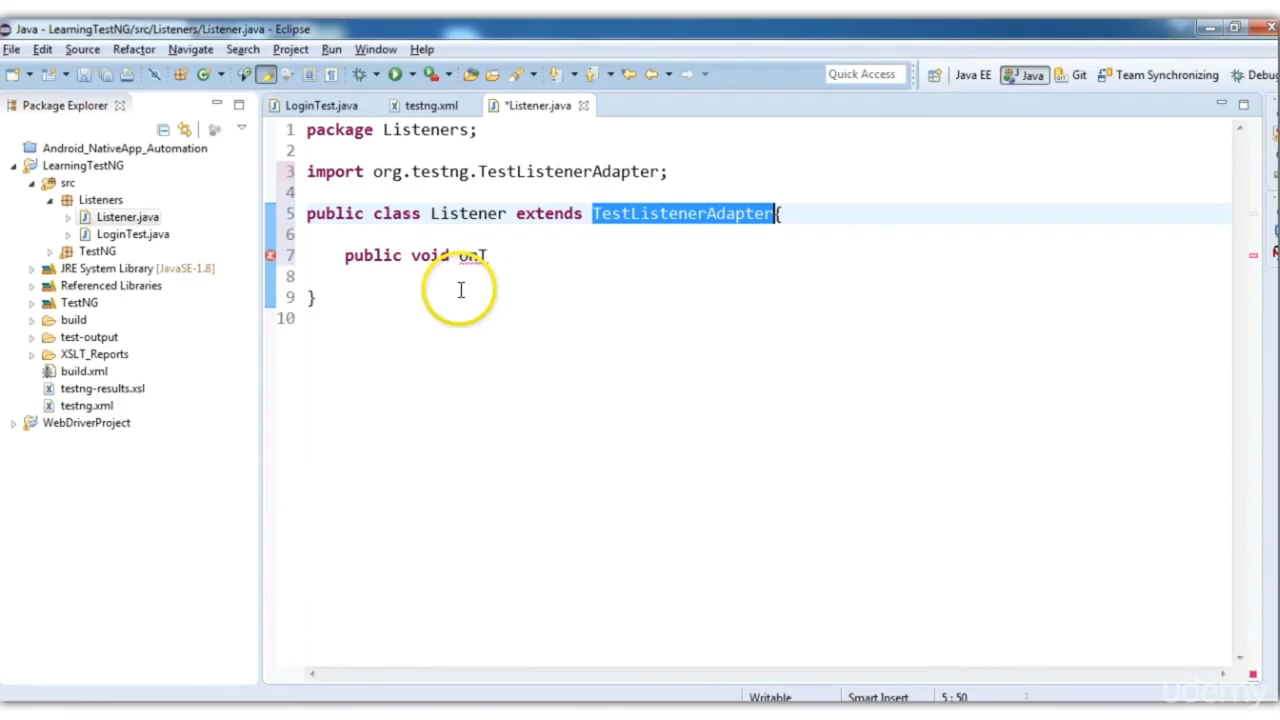 Java - LearningTestNG/src/Listeners/Listener.java - Eclipse
File Edit Source Refactor Navigate Search Project Run Window Help
Quick Access Java EE Java Git Team Synchronizing Debug
Package Explorer
LoginTest.java testng.xml *Listener.java
Android_NativeApp_Automation
LearningTestNG
src
Listeners
Listener.java
LoginTest.java
TestNG
JRE System Library [JavaSE-1.8]
Referenced Libraries
TestNG
build
test-output
XSLT_Reports
build.xml
testng-results.xsl
testng.xml
WebDriverProject
1 package Listeners;
2
3 import org.testng.TestListenerAdapter;
4
5 public class Listener extends TestListenerAdapter{
6
7 public void onT
8
9 }
10
Writable Smart Insert 5 : 50
udemy